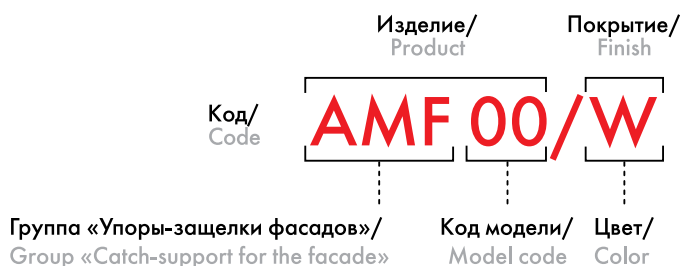 Изделие/ Покрытие/
Product Finish
Код/ AMF 00/W
Code
Группа «Упоры-защелки фасадов»/ Код модели/ Цвет/
Group «Catch-support for the facade» Model code Color